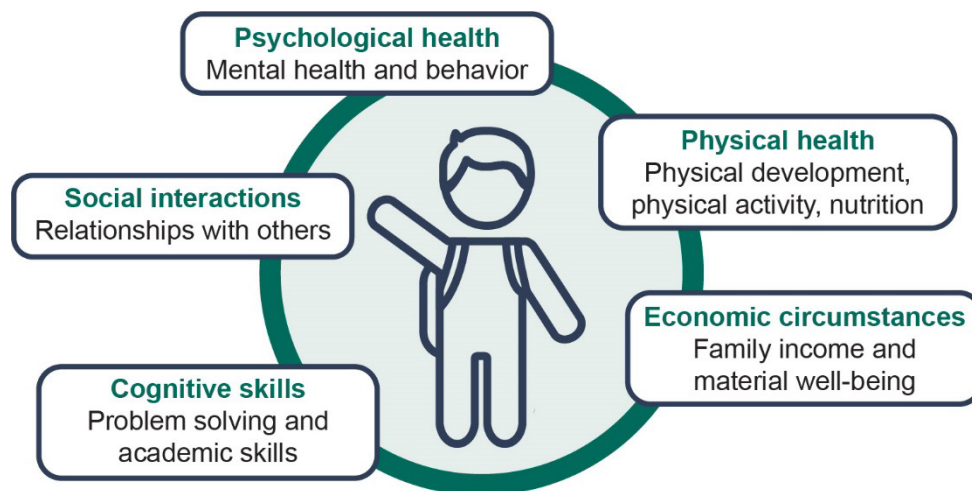 Psychological health
Mental health and behavior
Physical health
Physical development,
physical activity, nutrition
Social interactions
Relationships with others
Economic circumstances
Family income and
material well-being
Cognitive skills
Problem solving and
academic skills